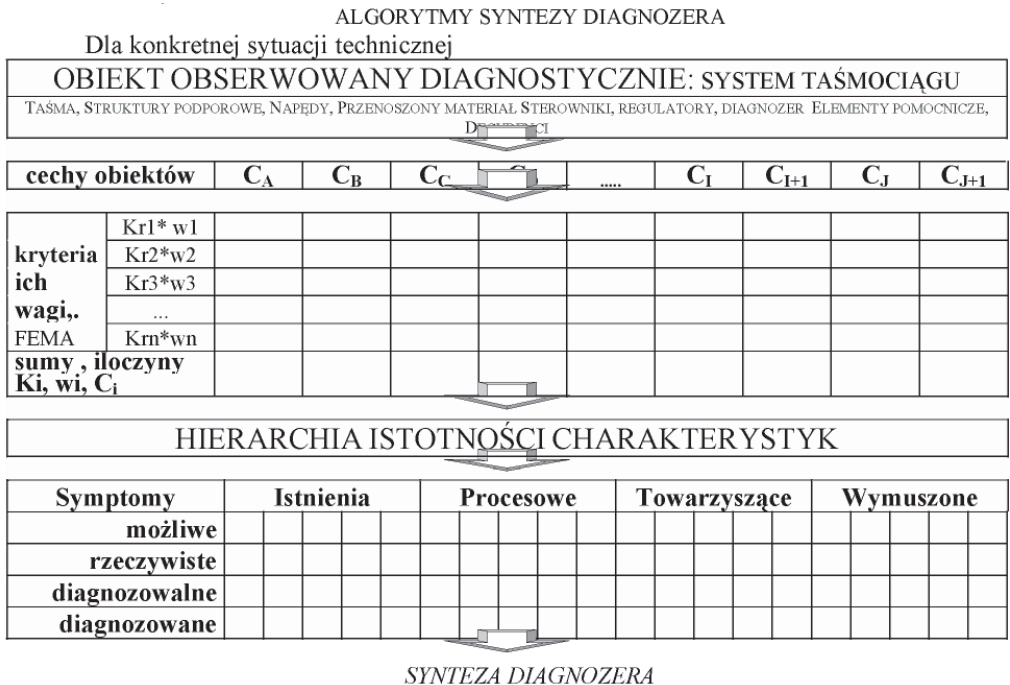 ALGORYTMY SYNTEZY DIAGNOZERA
Dla konkretnej sytuacji technicznej
OBIEKT OBSERWOWANY DIAGNOSTYCZNIE: SYSTEM TAŚMOCIĄGU
TAŚMA, STRUKTURY PODPOROWE, NAPĘDY, PRZENOSZONY MATERIAŁ STEROWNIKI, REGULATORY, DIAGNOZER ELEMENTY POMOCNICZE,
cechy obiektów C_A C_B C_C ..... C_I C_I+1 C_J C_J+1
Kr1* w1
kryteria Kr2*w2
ich Kr3*w3
wagi,. ...
FEMA Krn*wn
sumy , iloczyny
Ki, wi, C_i
HIERARCHIA ISTOTNOŚCI CHARAKTERYSTYK
Symptomy Istnienia Procesowe Towarzyszące Wymuszone
możliwe
rzeczywiste
diagnozowalne
diagnozowane
SYNTEZA DIAGNOZERA